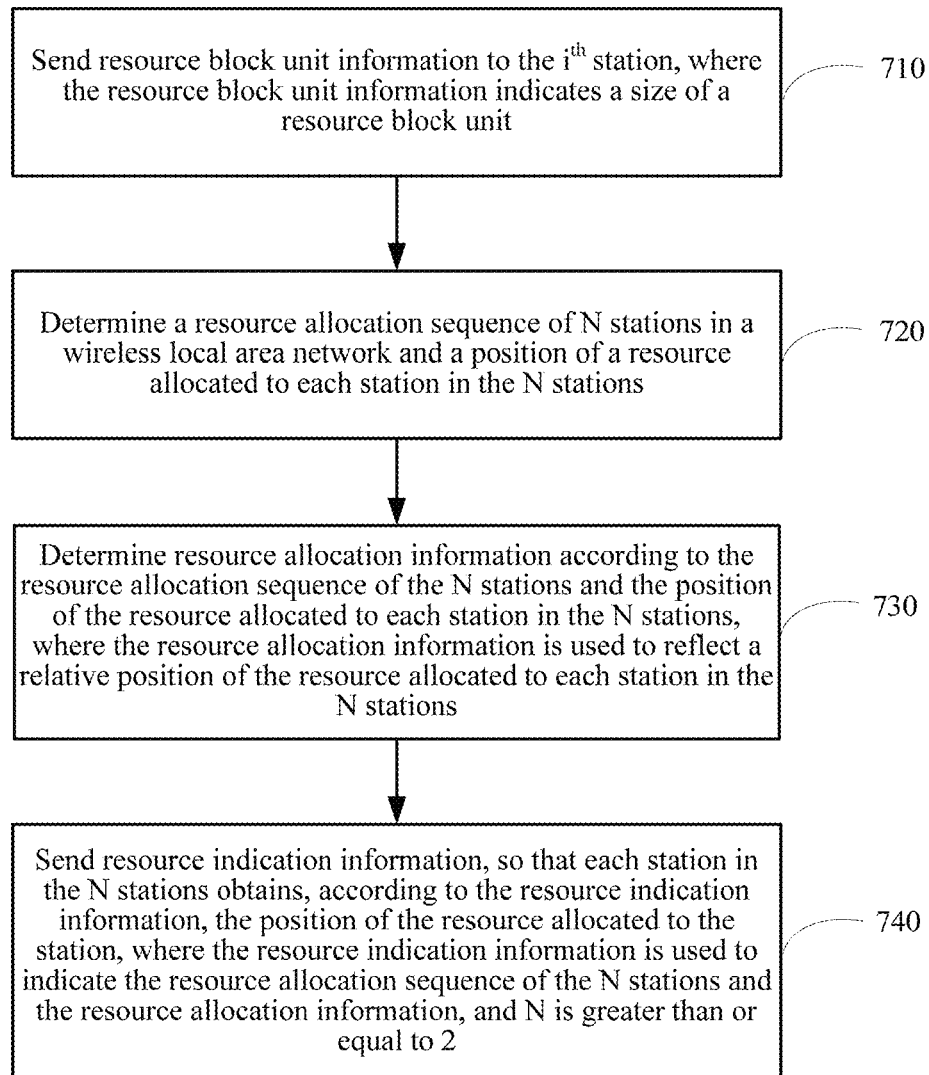 Send resource block unit information to the i^th station, where
the resource block unit information indicates a size of a
resource block unit
710
Determine a resource allocation sequence of N stations in a
wireless local area network and a position of a resource
allocated to each station in the N stations
720
Determine resource allocation information according to the
resource allocation sequence of the N stations and the position
of the resource allocated to each station in the N stations,
where the resource allocation information is used to reflect a
relative position of the resource allocated to each station in the
N stations
730
Send resource indication information, so that each station in
the N stations obtains, according to the resource indication
information, the position of the resource allocated to the
station, where the resource indication information is used to
indicate the resource allocation sequence of the N stations and
the resource allocation information, and N is greater than or
equal to 2
740